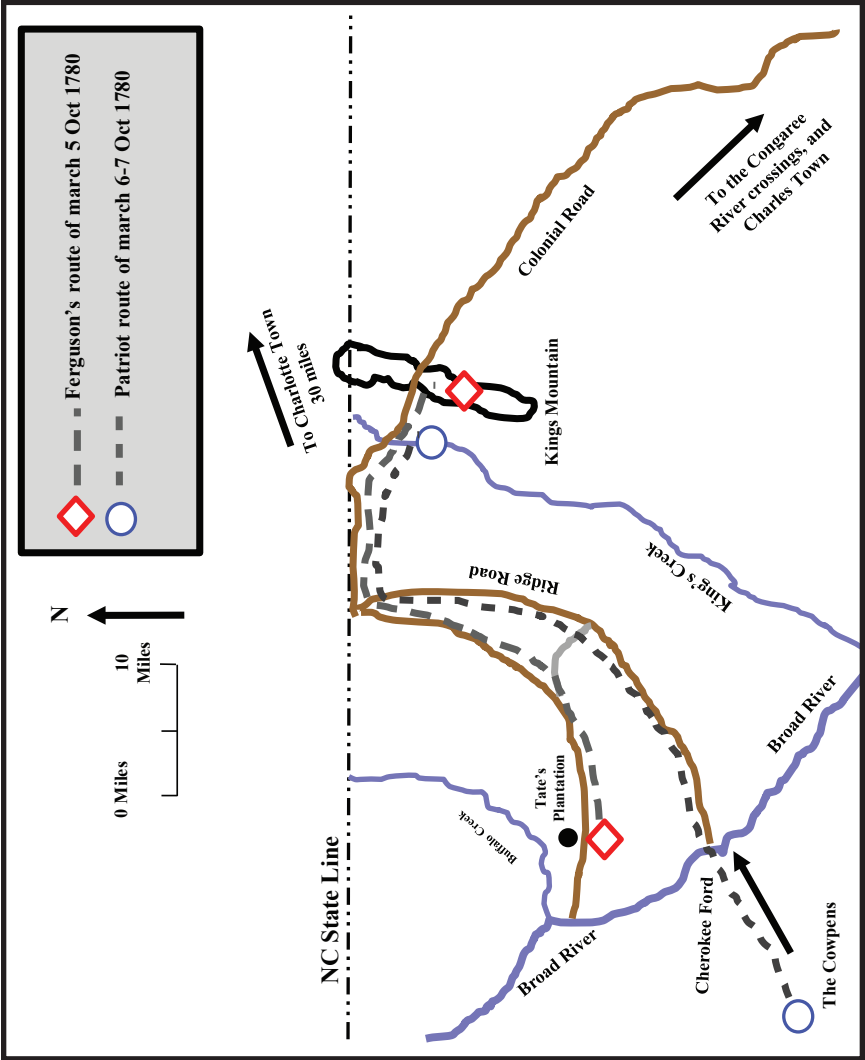 Ferguson's route of march 5 Oct 1780
Patriot route of march 6-7 Oct 1780
N
0 Miles
10
Miles
NC State Line
To Charlotte Town
30 miles
Colonial Road
To the Congaree
River crossings, and
Charles Town
Kings Mountain
Ridge Road
King's Creek
Buffalo Creek
Tate's
Plantation
Broad River
Broad River
Cherokee Ford
The Cowpens